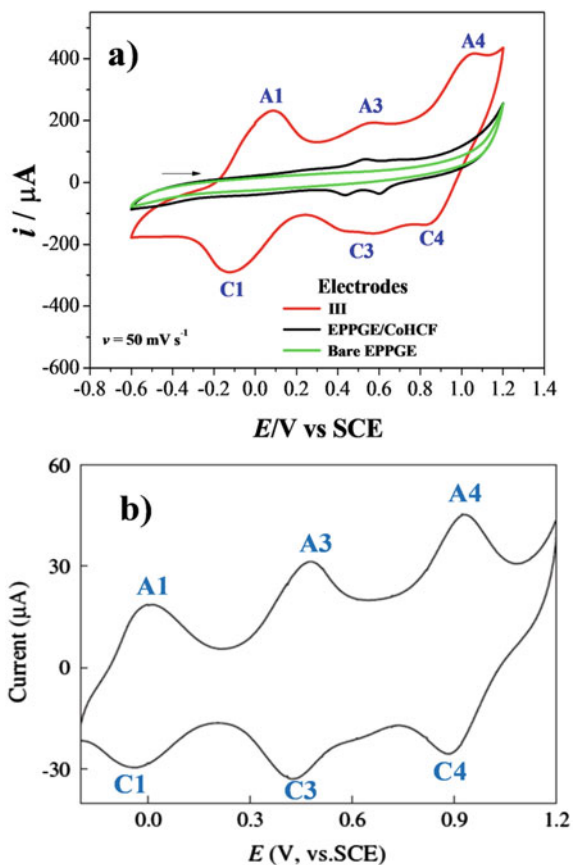 a)
A1
A3
A4
C1
C3
C4
Electrodes
III
EPPGE/CoHCF
Bare EPPGE
ν = 50 mV s⁻¹
i / µA
400
200
0
-200
-400
-600
-0.8 -0.6 -0.4 -0.2 0.0 0.2 0.4 0.6 0.8 1.0 1.2 1.4
E/V vs SCE
b)
A1
A3
A4
C1
C3
C4
Current (µA)
60
30
0
-30
0.0 0.3 0.6 0.9 1.2
E (V, vs.SCE)